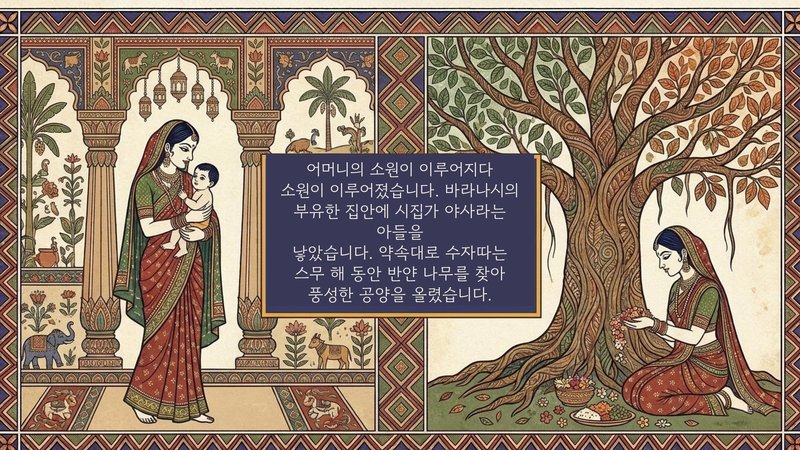 어머니의 소원이 이루어지다
소원이 이루어졌습니다. 바라나시의
부유한 집안에 시집가 야사라는
아들을
낳았습니다. 약속대로 수자따는
스무 해 동안 반얀 나무를 찾아
풍성한 공양을 올렸습니다.